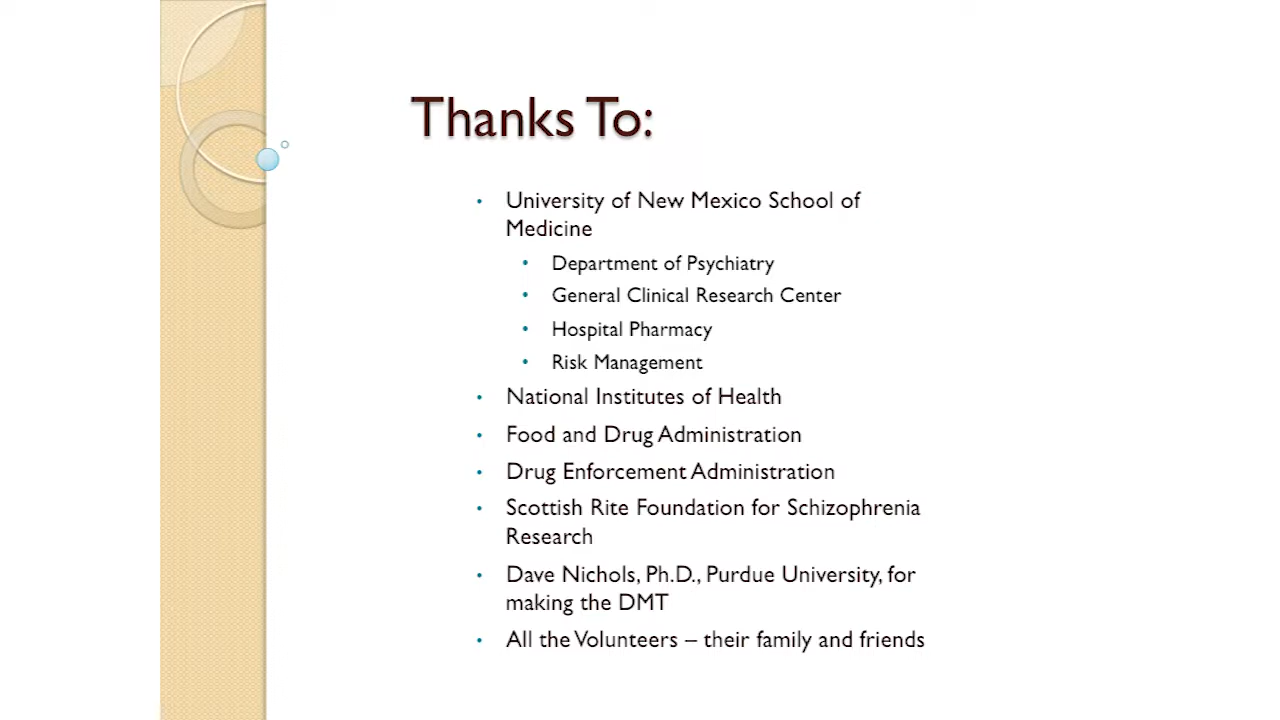 Thanks To:
• University of New Mexico School of
Medicine
• Department of Psychiatry
• General Clinical Research Center
• Hospital Pharmacy
• Risk Management
• National Institutes of Health
• Food and Drug Administration
• Drug Enforcement Administration
• Scottish Rite Foundation for Schizophrenia
Research
• Dave Nichols, Ph.D., Purdue University, for
making the DMT
• All the Volunteers – their family and friends